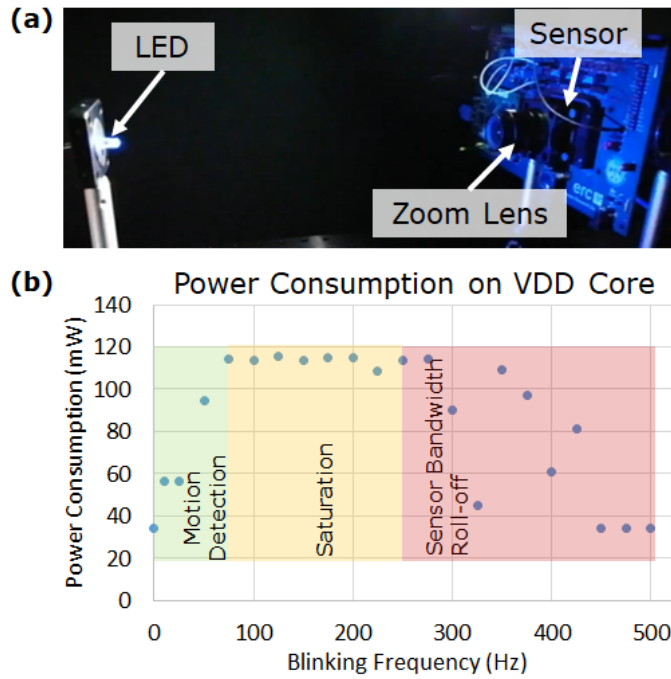 (a)
LED
Sensor
Zoom Lens
erc
(b)
Power Consumption on VDD Core
Power Consumption (mW)
140
120
100
80
60
40
20
0
Motion
Detection
Saturation
Sensor Bandwidth
Roll-off
0
100
200
300
400
500
Blinking Frequency (Hz)